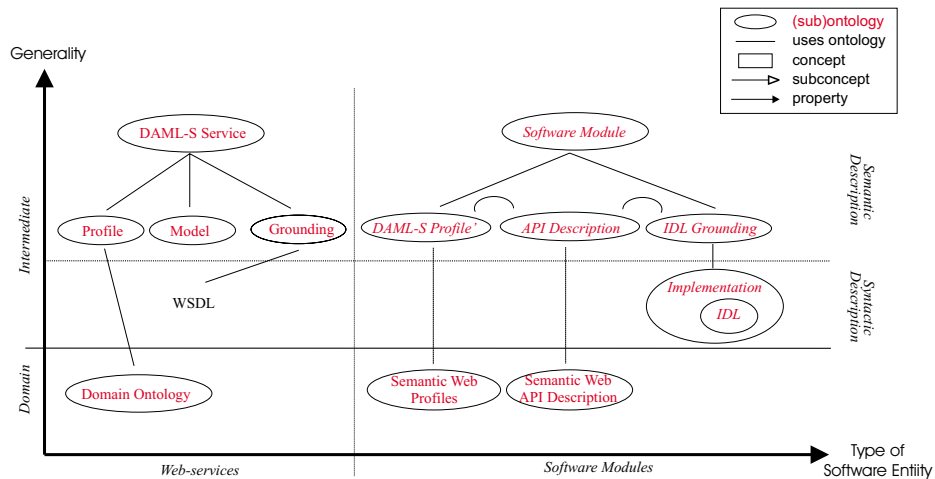 (sub)ontology
uses ontology
concept
subconcept
property
Generality
DAML-S Service
Software Module
Semantic
Description
Profile
Model
Grounding
DAML-S Profile’
API Description
IDL Grounding
Intermediate
WSDL
Implementation
IDL
Syntactic
Description
Domain
Domain Ontology
Semantic Web
Profiles
Semantic Web
API Description
Web-services
Software Modules
Type of
Software Entiity